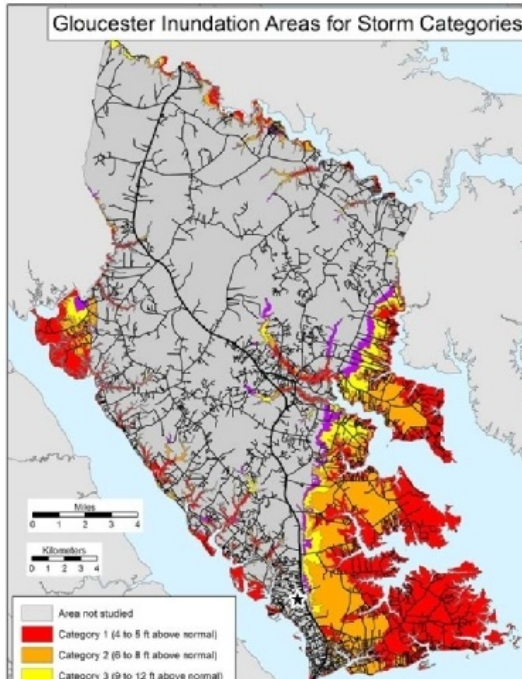 Gloucester Inundation Areas for Storm Categories
Miles
0 1 2 3 4
Kilometers
0 1 2 3 4
Area not studied
Category 1 (4 to 5 ft above normal)
Category 2 (6 to 8 ft above normal)
Category 3 (9 to 12 ft above normal)